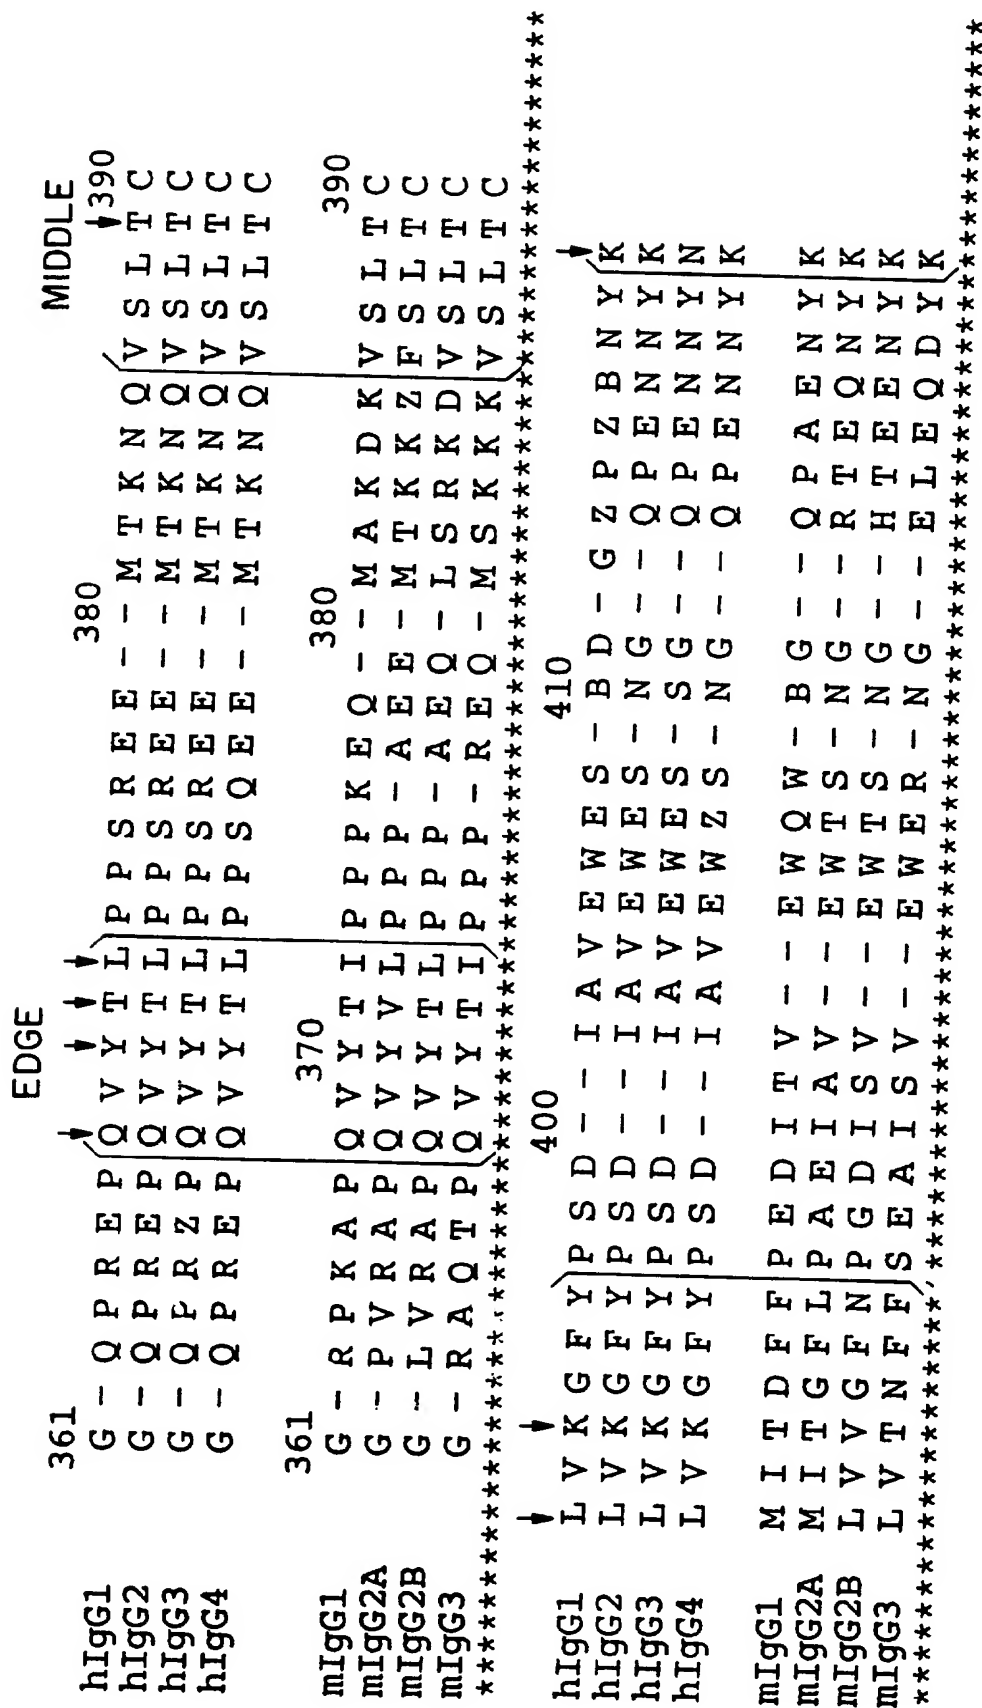 EDGE MIDDLE
361 380 390
hIgG1 G - Q P R E P Q V Y T L P P S R E E - - M T K N Q V S L T C
hIgG2 G - Q P R E P Q V Y T L P P S R E E - - M T K N Q V S L T C
hIgG3 G - Q P R Z P Q V Y T L P P S R E E - - M T K N Q V S L T C
hIgG4 G - Q P R E P Q V Y T L P P S Q E E - - M T K N Q V S L T C
361 370 380 390
mIgG1 G - R P K A P Q V Y T I P P P K E Q - - M A K D K V S L T C
mIgG2A G - P V R A P Q V Y V L P P P - A E E - M T K K Z F S L T C
mIgG2B G - L V R A P Q V Y T L P P P - A E Q - L S R K D V S L T C
mIgG3 G - R A Q T P Q V Y T I P P P - R E Q - M S K K K V S L T C
****************************************************************
400 410
hIgG1 L V K G F Y P S D - - I A V E W E S - B D - G Z P Z B N Y K
hIgG2 L V K G F Y P S D - - I A V E W E S - N G - - Q P E N N Y K
hIgG3 L V K G F Y P S D - - I A V E W E S - S G - - Q P E N N Y N
hIgG4 L V K G F Y P S D - - I A V E W Z S - N G - - Q P E N N Y K
mIgG1 M I T D F F P E D I T V - - E W Q W - B G - - Q P A E N Y K
mIgG2A M I T G F L P A E I A V - - E W T S - N G - - R T E Q N Y K
mIgG2B L V V G F N P G D I S V - - E W T S - N G - - H T E E N Y K
mIgG3 L V T N F F S E A I S V - - E W E R - N G - - E L E Q D Y K
****************************************************************